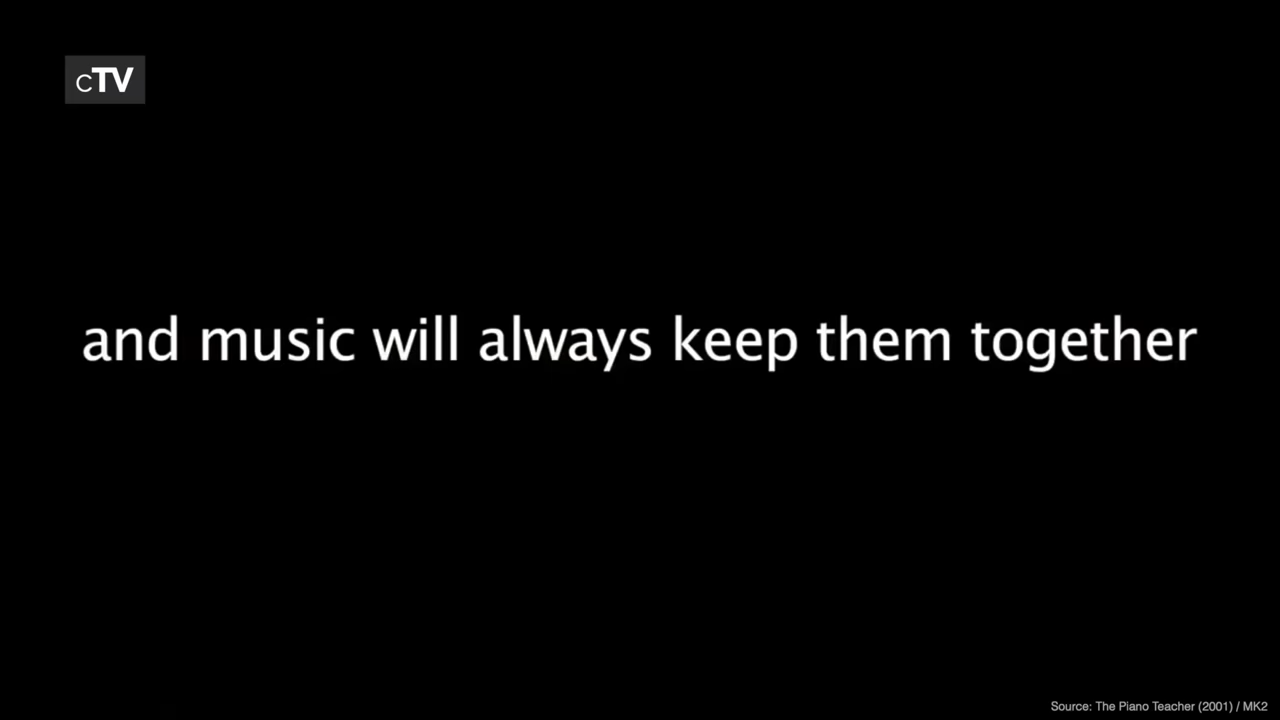 cTV
and music will always keep them together
Source: The Piano Teacher (2001) / MK2